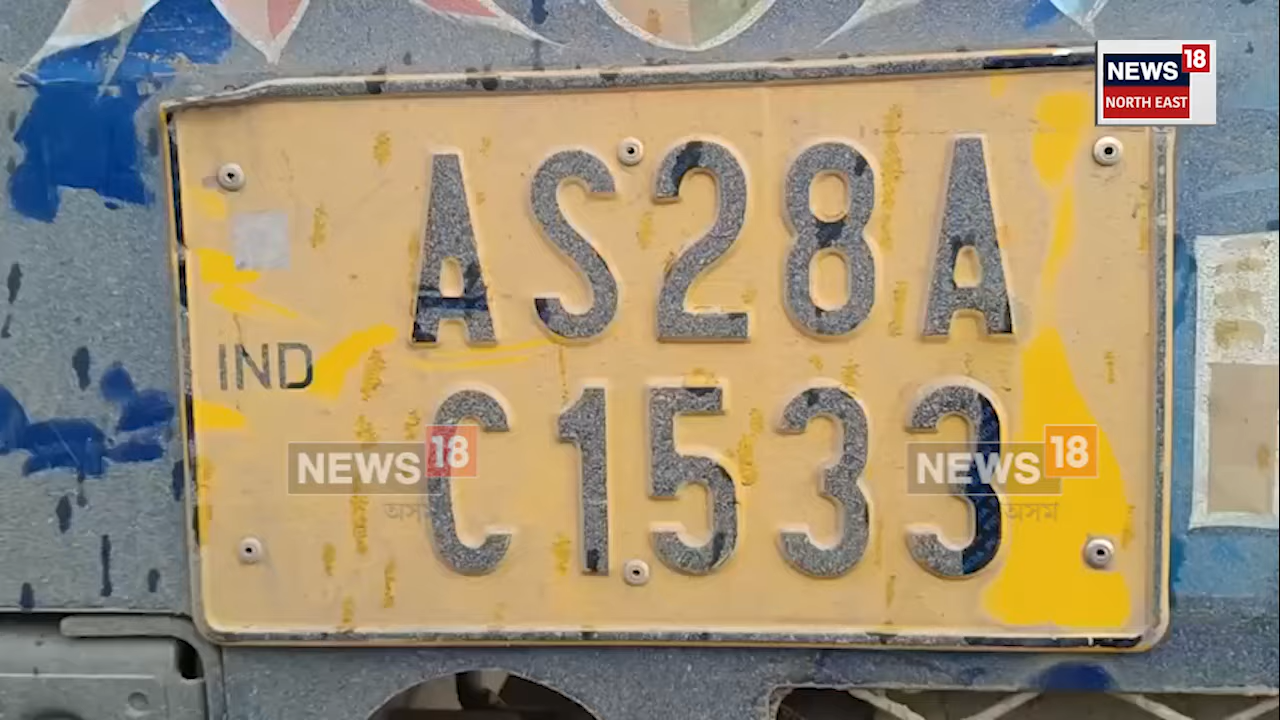 NEWS 18
NORTH EAST
AS28A
IND
C1533
NEWS 18
অসম
NEWS 18
অসম